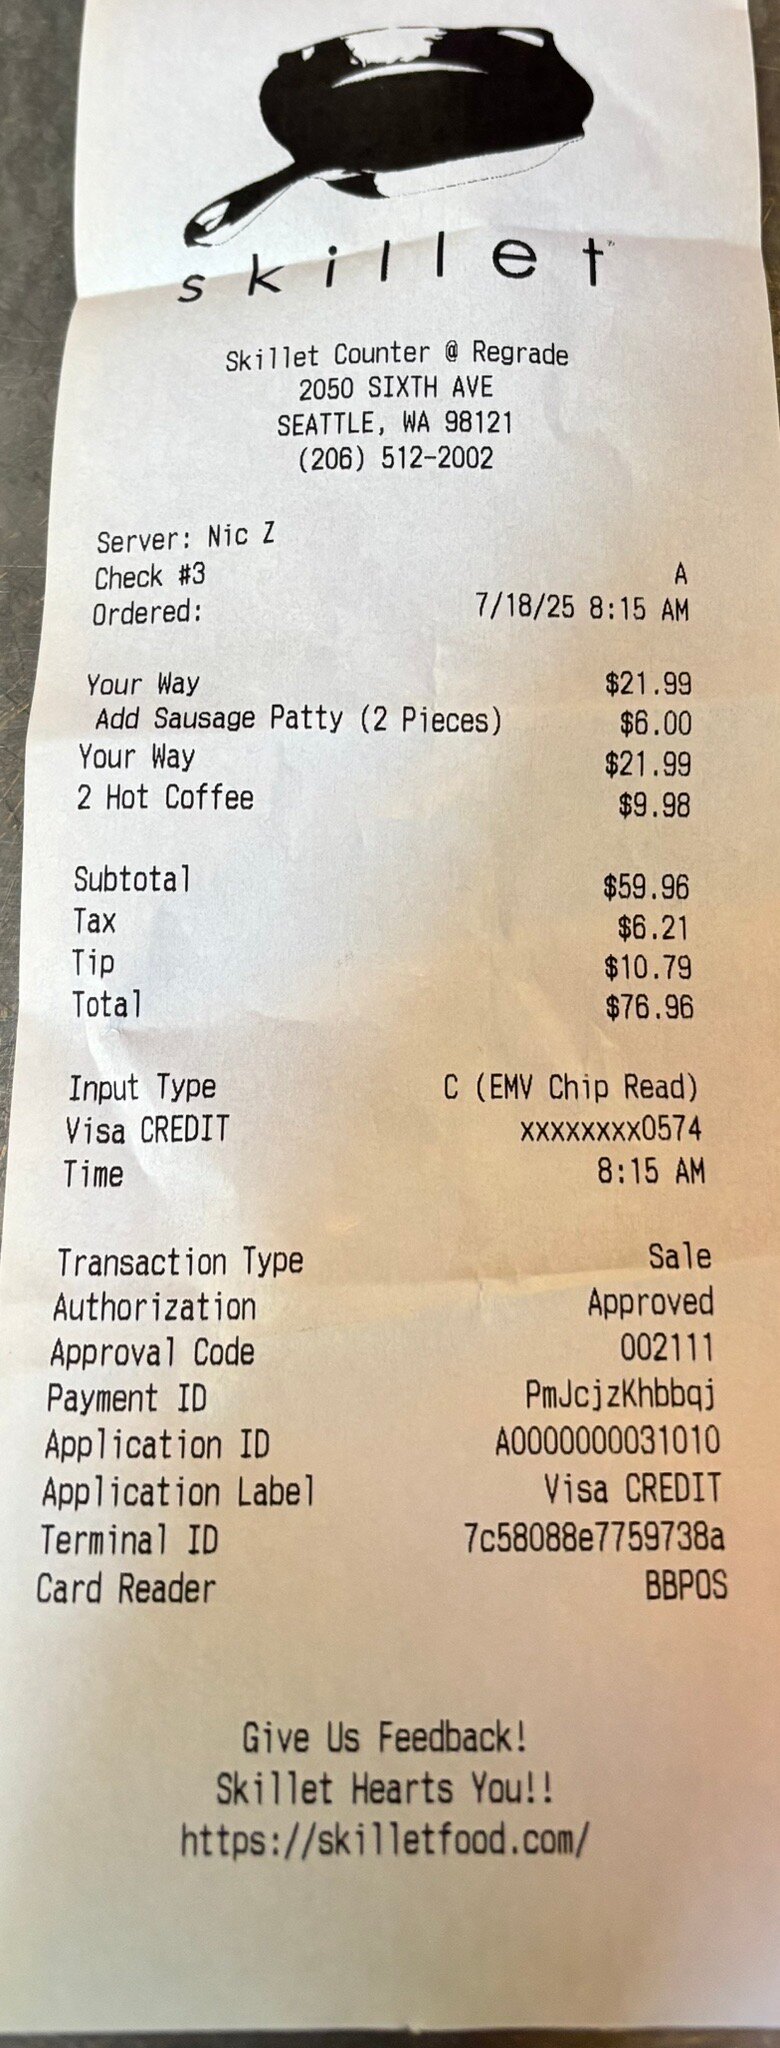 skillet™
Skillet Counter @ Regrade
2050 SIXTH AVE
SEATTLE, WA 98121
(206) 512-2002
Server: Nic Z
Check #3 A
Ordered: 7/18/25 8:15 AM
Your Way $21.99
Add Sausage Patty (2 Pieces) $6.00
Your Way $21.99
2 Hot Coffee $9.98
Subtotal $59.96
Tax $6.21
Tip $10.79
Total $76.96
Input Type C (EMV Chip Read)
Visa CREDIT xxxxxxxx0574
Time 8:15 AM
Transaction Type Sale
Authorization Approved
Approval Code 002111
Payment ID PmJcjzKhbbqj
Application ID A0000000031010
Application Label Visa CREDIT
Terminal ID 7c58088e7759738a
Card Reader BBPOS
Give Us Feedback!
Skillet Hearts You!!
https://skilletfood.com/